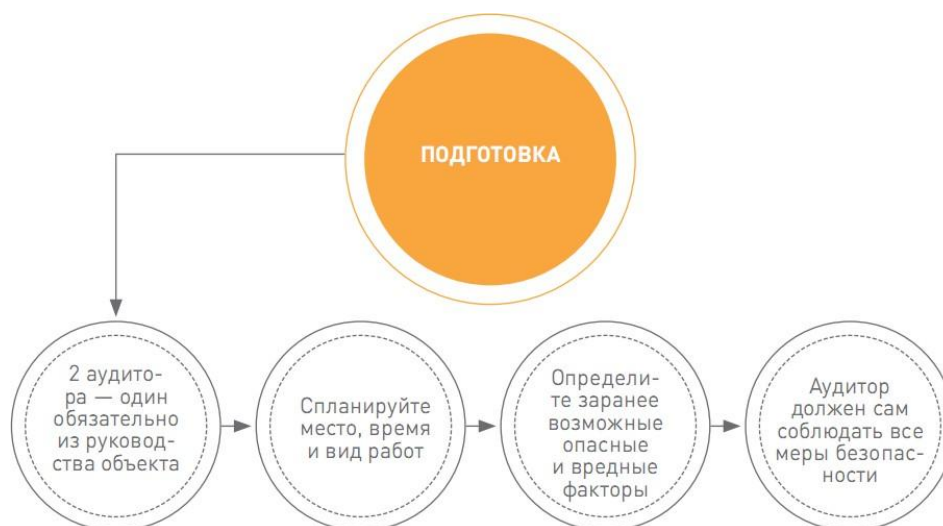 ПОДГОТОВКА
2 аудито-
ра — один
обязательно
из руковод-
ства объекта
Спланируйте
место, время
и вид работ
Определи-
те заранее
возможные
опасные
и вредные
факторы
Аудитор
должен сам
соблюдать все
меры безопас-
ности